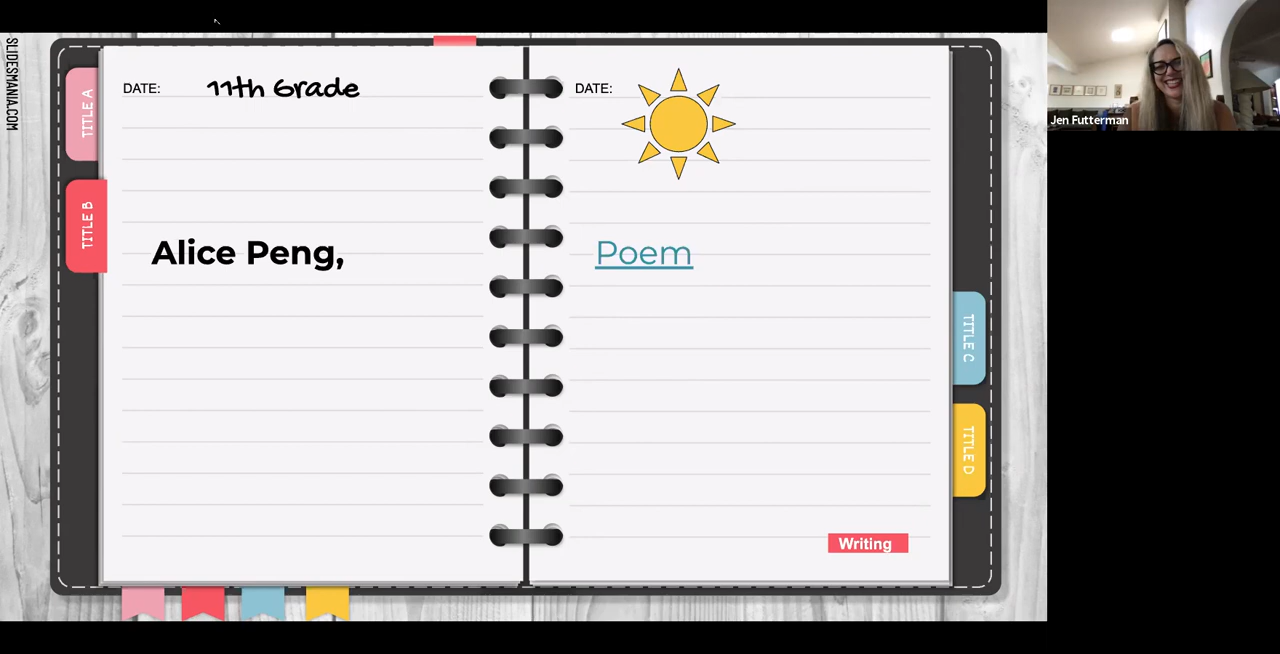 SLIDESMANIA.COM
TITLE A
TITLE B
DATE:
11th Grade
Alice Peng,
DATE:
Poem
Writing
TITLE C
TITLE D
Jen Futterman